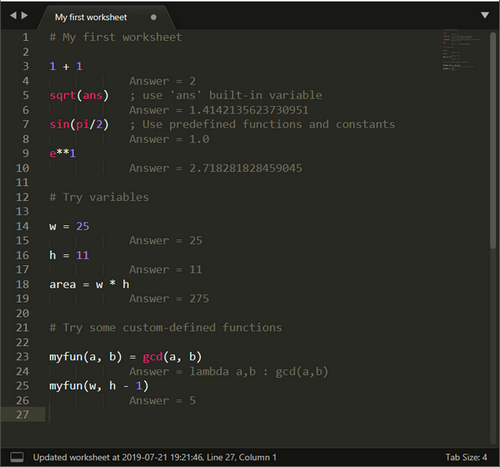 My first worksheet
1 # My first worksheet
2
3 1 + 1
4 Answer = 2
5 sqrt(ans) ; use 'ans' built-in variable
6 Answer = 1.4142135623730951
7 sin(pi/2) ; Use predefined functions and constants
8 Answer = 1.0
9 e**1
10 Answer = 2.718281828459045
11
12 # Try variables
13
14 w = 25
15 Answer = 25
16 h = 11
17 Answer = 11
18 area = w * h
19 Answer = 275
20
21 # Try some custom-defined functions
22
23 myfun(a, b) = gcd(a, b)
24 Answer = lambda a,b : gcd(a,b)
25 myfun(w, h - 1)
26 Answer = 5
27
Updated worksheet at 2019-07-21 19:21:46, Line 27, Column 1 Tab Size: 4